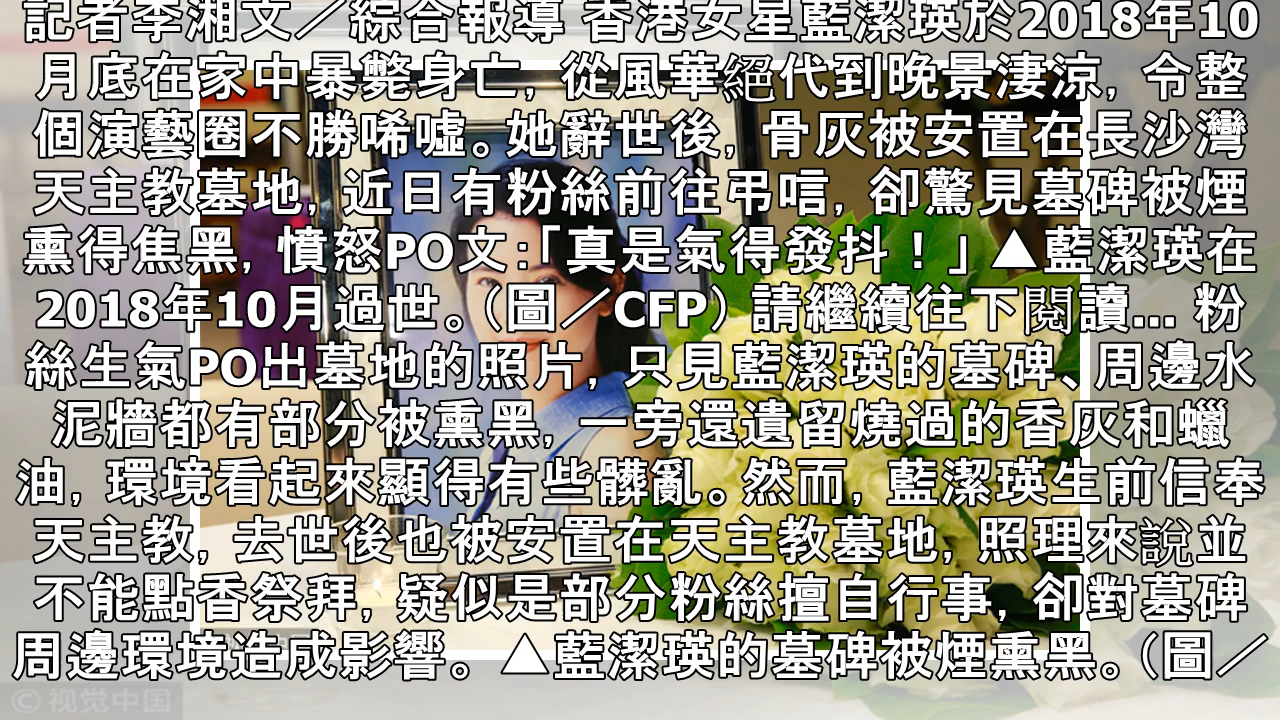 記者李湘文／綜合報導 香港女星藍潔瑛於2018年10
月底在家中暴斃身亡, 從風華絕代到晚景淒涼, 令整
個演藝圈不勝唏噓。她辭世後, 骨灰被安置在長沙灣
天主教墓地, 近日有粉絲前往弔唁, 卻驚見墓碑被煙
熏得焦黑, 憤怒PO文:「真是氣得發抖！」▲藍潔瑛在
2018年10月過世。（圖／CFP） 請繼續往下閱讀... 粉
絲生氣PO出墓地的照片, 只見藍潔瑛的墓碑、周邊水
泥牆都有部分被熏黑, 一旁還遺留燒過的香灰和蠟
油, 環境看起來顯得有些髒亂。然而, 藍潔瑛生前信奉
天主教, 去世後也被安置在天主教墓地, 照理來說並
不能點香祭拜, 疑似是部分粉絲擅自行事, 卻對墓碑
周邊環境造成影響。 ▲藍潔瑛的墓碑被煙熏黑。（圖／
© 视觉中国